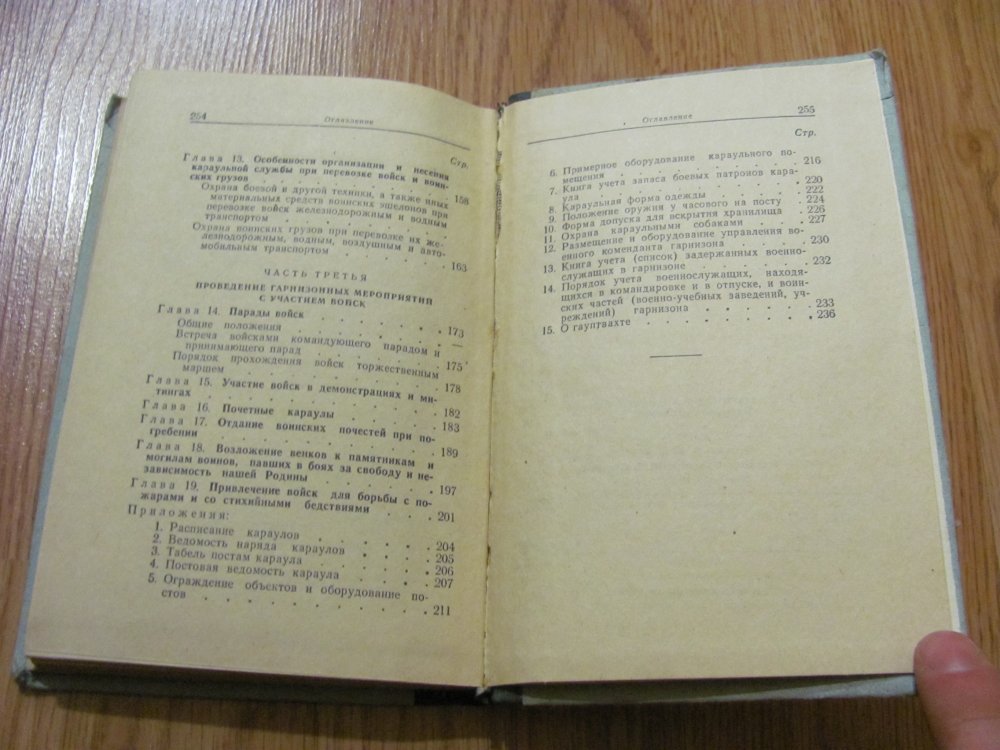 254
Оглавление
Стр.
Глава 13. Особенности организации и несения
караульной службы при перевозке войск и воин-
ских грузов . . . . . . . . . 158
Охрана боевой и другой техники, а также иных
материальных средств воинских эшелонов при
перевозке войск железнодорожным и водным
транспортом . . . . . . . . —
Охрана воинских грузов при перевозке их же-
лезнодорожным, водным, воздушным и авто-
мобильным транспортом . . . . . 163
ЧАСТЬ ТРЕТЬЯ
ПРОВЕДЕНИЕ ГАРНИЗОННЫХ МЕРОПРИЯТИЙ
С УЧАСТИЕМ ВОЙСК
Глава 14. Парады войск . . . . . . 173
Общие положения . . . . . . —
Встреча войсками командующего парадом и
принимающего парад . . . . . . 175
Порядок прохождения войск торжественным
маршем . . . . . . . . 178
Глава 15. Участие войск в демонстрациях и ми-
тингах . . . . . . . . . 182
Глава 16. Почетные караулы . . . . . 183
Глава 17. Отдание воинских почестей при по-
гребении . . . . . . . . . 189
Глава 18. Возложение венков к памятникам и
могилам воинов, павших в боях за свободу и не-
зависимость нашей Родины . . . . . 197
Глава 19. Привлечение войск для борьбы с по-
жарами и со стихийными бедствиями . . . 201
Приложения:
1. Расписание караулов . . . . . 204
2. Ведомость наряда караулов . . . . 205
3. Табель постам караула . . . . . 206
4. Постовая ведомость караула . . . . 207
5. Ограждение объектов и оборудование по-
стов . . . . . . . . . 211
Оглавление
255
Стр.
6. Примерное оборудование караульного по-
мещения . . . . . . . . 216
7. Книга учета запаса боевых патронов кара-
ула . . . . . . . . . 220
8. Караульная форма одежды . . . . 222
9. Положение оружия у часового на посту . 224
10. Форма допуска для вскрытия хранилища . 226
11. Охрана караульными собаками . . . 227
12. Размещение и оборудование управления во-
енного коменданта гарнизона . . . . 230
13. Книга учета (список) задержанных военно-
служащих в гарнизоне . . . . . 232
14. Порядок учета военнослужащих, находя-
щихся в командировке и в отпуске, и воин-
ских частей (военно-учебных заведений, уч-
реждений) гарнизона . . . . . 233
15. О гауптвахте . . . . . . . 236